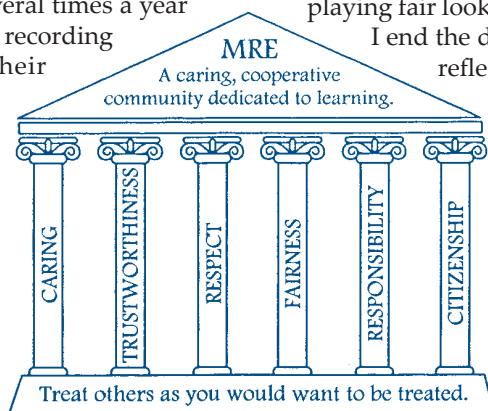 veral times a year
recording
heir
playing fair look
I end the d
refle
MRE
A caring, cooperative
community dedicated to learning.
CARING
TRUSTWORTHINESS
RESPECT
FAIRNESS
RESPONSIBILITY
CITIZENSHIP
Treat others as you would want to be treated.